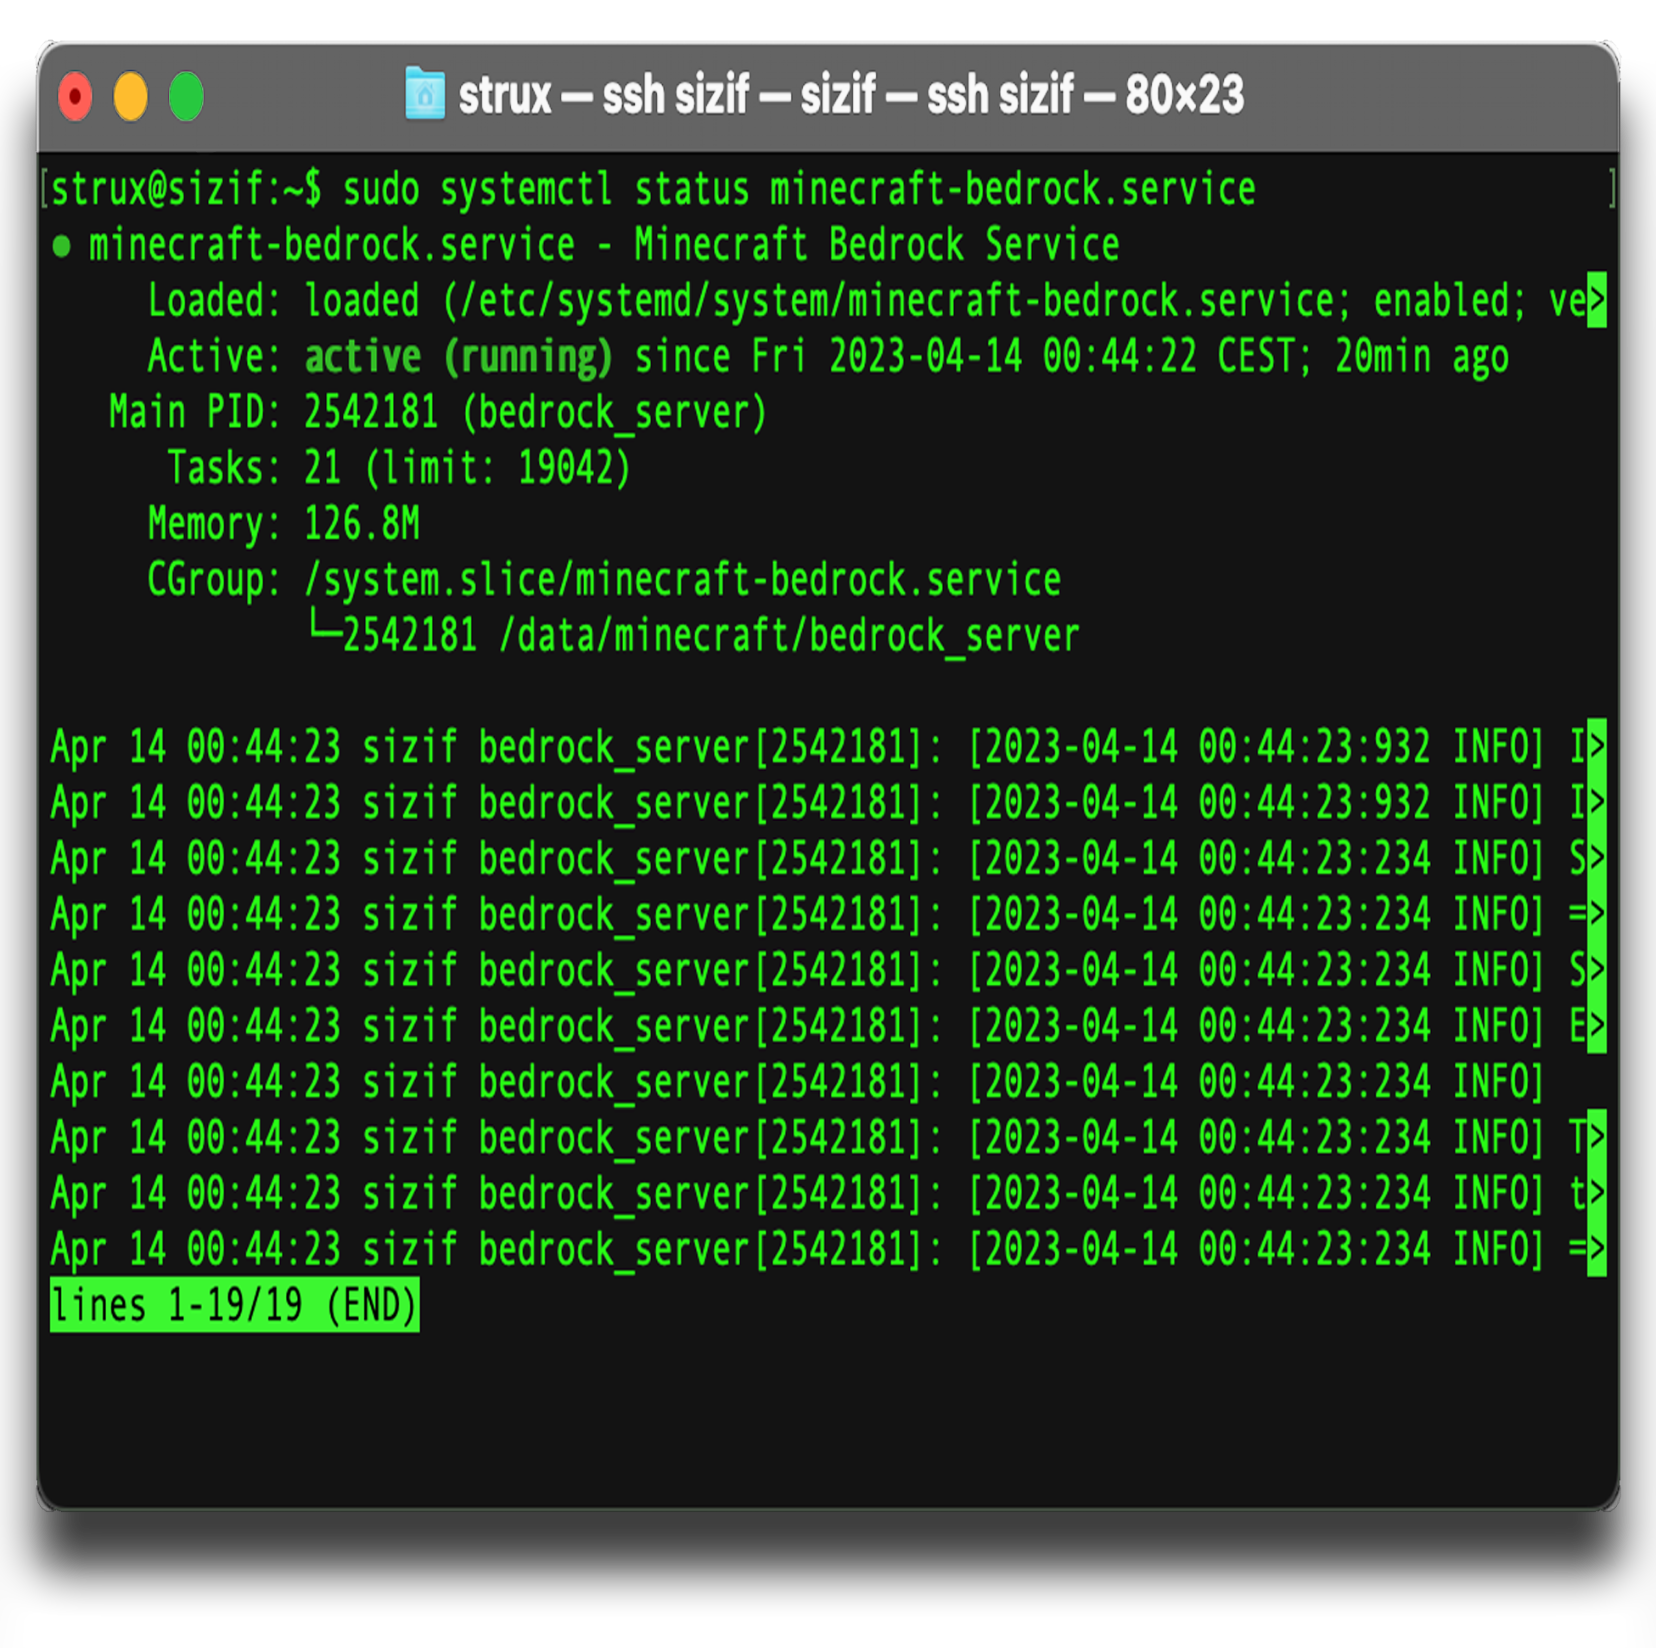 strux — ssh sizif — sizif — ssh sizif — 80×23
[strux@sizif:~$ sudo systemctl status minecraft-bedrock.service ]
● minecraft-bedrock.service - Minecraft Bedrock Service
Loaded: loaded (/etc/systemd/system/minecraft-bedrock.service; enabled; ve>
Active: active (running) since Fri 2023-04-14 00:44:22 CEST; 20min ago
Main PID: 2542181 (bedrock_server)
Tasks: 21 (limit: 19042)
Memory: 126.8M
CGroup: /system.slice/minecraft-bedrock.service
└─2542181 /data/minecraft/bedrock_server
Apr 14 00:44:23 sizif bedrock_server[2542181]: [2023-04-14 00:44:23:932 INFO] I>
Apr 14 00:44:23 sizif bedrock_server[2542181]: [2023-04-14 00:44:23:932 INFO] I>
Apr 14 00:44:23 sizif bedrock_server[2542181]: [2023-04-14 00:44:23:234 INFO] S>
Apr 14 00:44:23 sizif bedrock_server[2542181]: [2023-04-14 00:44:23:234 INFO] =>
Apr 14 00:44:23 sizif bedrock_server[2542181]: [2023-04-14 00:44:23:234 INFO] S>
Apr 14 00:44:23 sizif bedrock_server[2542181]: [2023-04-14 00:44:23:234 INFO] E>
Apr 14 00:44:23 sizif bedrock_server[2542181]: [2023-04-14 00:44:23:234 INFO]
Apr 14 00:44:23 sizif bedrock_server[2542181]: [2023-04-14 00:44:23:234 INFO] T>
Apr 14 00:44:23 sizif bedrock_server[2542181]: [2023-04-14 00:44:23:234 INFO] t>
Apr 14 00:44:23 sizif bedrock_server[2542181]: [2023-04-14 00:44:23:234 INFO] =>
lines 1-19/19 (END)